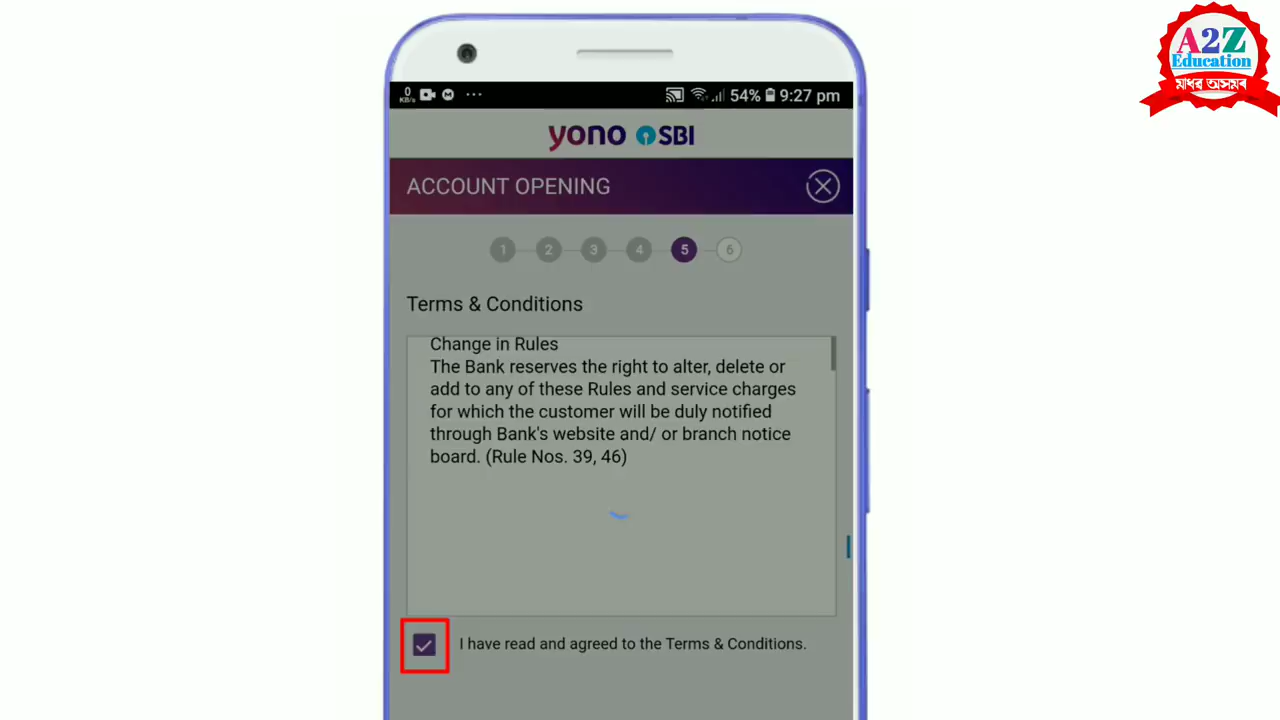 A2Z
Education
মাধৱ অসমৰ
0
KB/s
M
54%
9:27 pm
yono SBI
ACCOUNT OPENING
1 2 3 4 5 6
Terms & Conditions
Change in Rules
The Bank reserves the right to alter, delete or
add to any of these Rules and service charges
for which the customer will be duly notified
through Bank's website and/ or branch notice
board. (Rule Nos. 39, 46)
I have read and agreed to the Terms & Conditions.